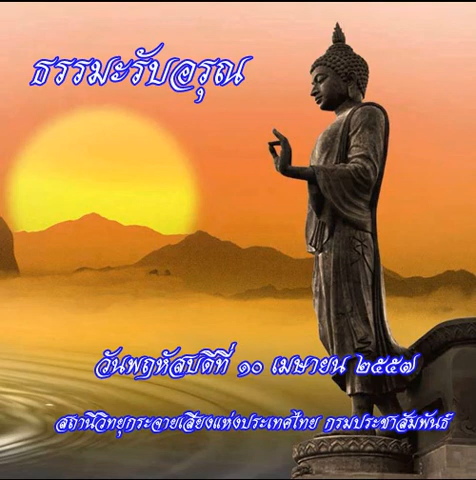 ธรรมะรับอรุณ
วันพฤหัสบดีที่ ๑๐ เมษายน ๒๕๕๗
สถานีวิทยุกระจายเสียงแห่งประเทศไทย กรมประชาสัมพันธ์